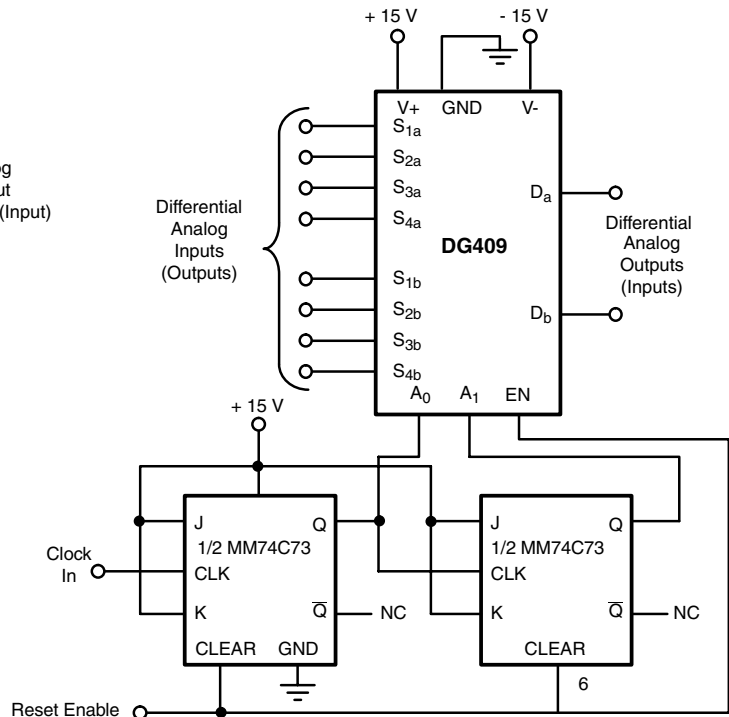 + 15 V
- 15 V
V+
GND
V-
S1a
S2a
S3a
S4a
S1b
S2b
S3b
S4b
Da
Db
DG409
A0
A1
EN
(Input)
Differential
Analog
Inputs
(Outputs)
Differential
Analog
Outputs
(Inputs)
+ 15 V
J
Q
1/2 MM74C73
CLK
K
Q
CLEAR
GND
NC
J
Q
1/2 MM74C73
CLK
K
Q
CLEAR
NC
6
Clock
In
Reset Enable